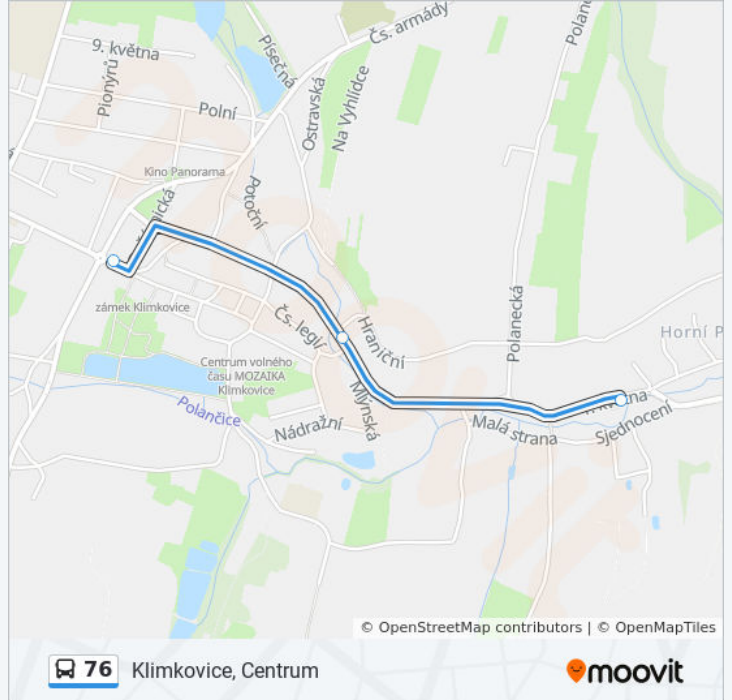 Čs. armády
9. května
Písečná
Pionýrů
Polní
Ostravská
Na Vyhlídce
Kino Panorama
Potoční
zámek Klimkovice
Čs. legií
Hraniční
Polanecká
Horní P
Centrum volného
času MOZAIKA
Klimkovice
Polančice
Mlýnská
Nádražní
Malá strana
Sjednocení
© OpenStreetMap contributors | © OpenMapTiles
76 Klimkovice, Centrum
moovit